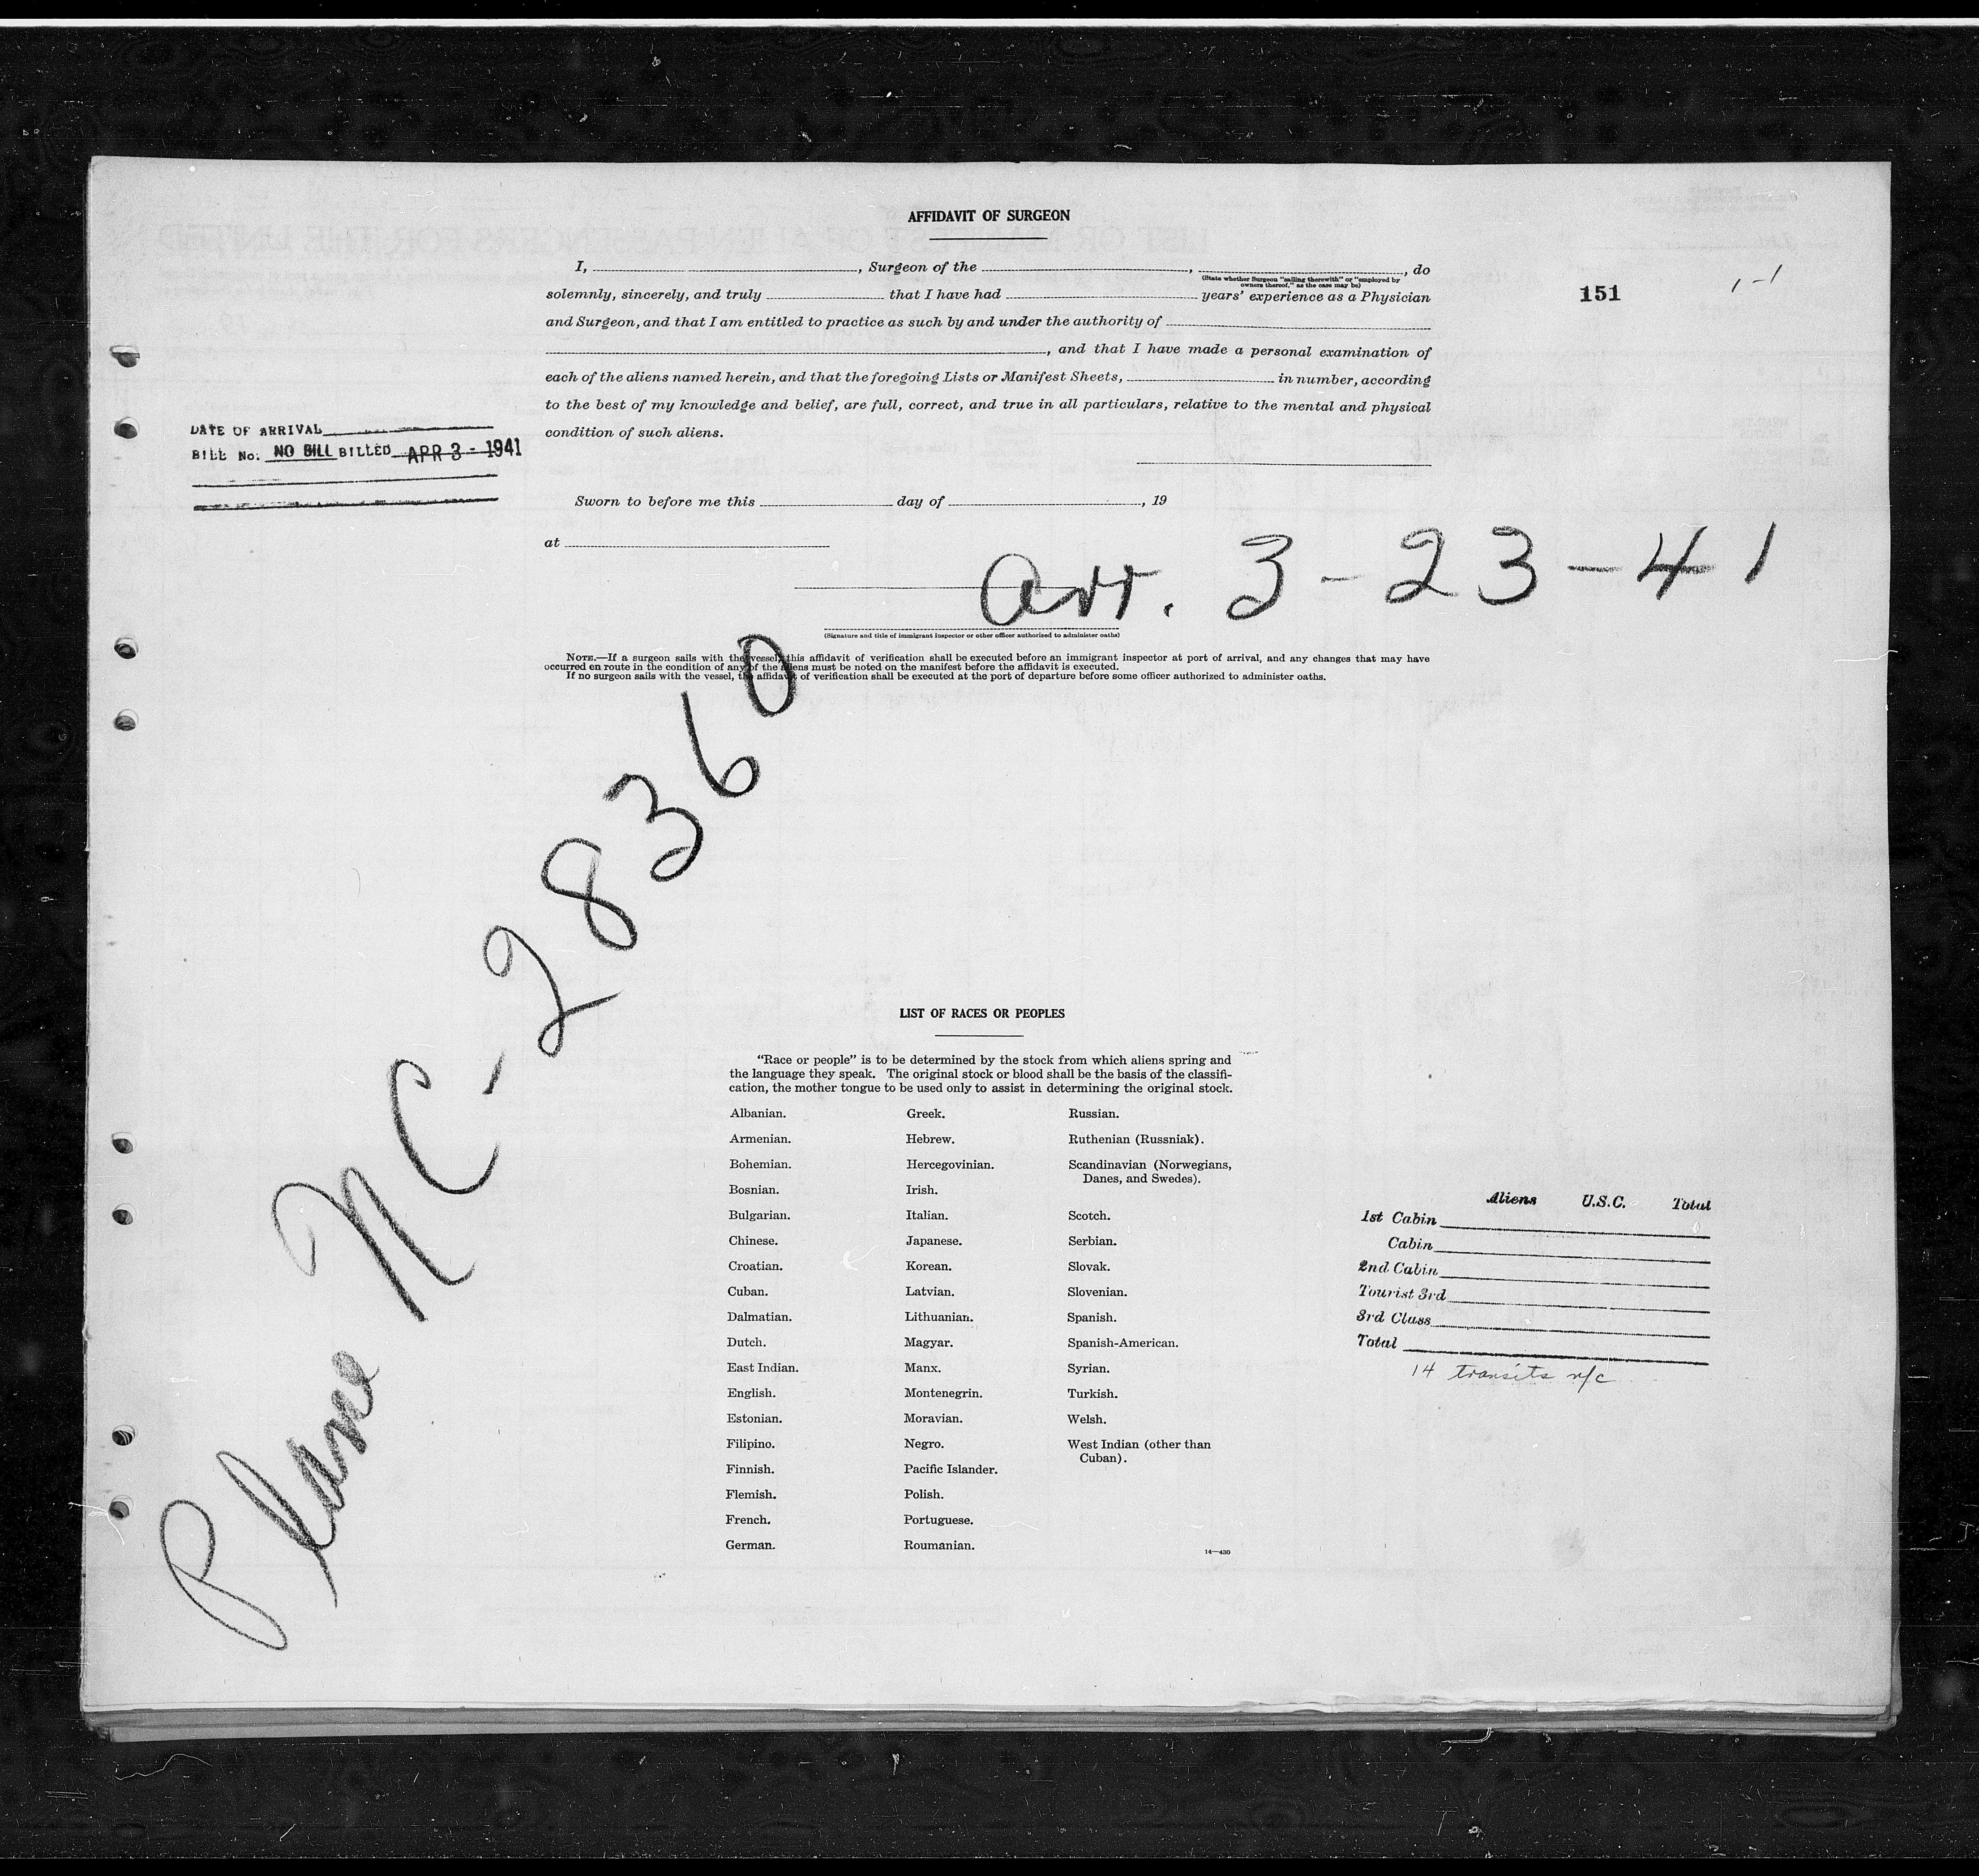 AFFIDAVIT OF SURGEON
I, , Surgeon of the , , do
(State whether Surgeon "sailing therewith" or "employed by
owners thereof," as the case may be)
solemnly, sincerely, and truly that I have had years' experience as a Physician
and Surgeon, and that I am entitled to practice as such by and under the authority of
, and that I have made a personal examination of
each of the aliens named herein, and that the foregoing Lists or Manifest Sheets, in number, according
to the best of my knowledge and belief, are full, correct, and true in all particulars, relative to the mental and physical
condition of such aliens.
151
1-1
DATE OF ARRIVAL
BILL No. NO BILL BILLED APR 3 - 1941
Sworn to before me this day of , 19
at
arr. 3-23-41
(Signature and title of immigrant inspector or other officer authorized to administer oaths)
NOTE.—If a surgeon sails with the vessel, this affidavit of verification shall be executed before an immigrant inspector at port of arrival, and any changes that may have
occurred en route in the condition of any of the aliens must be noted on the manifest before the affidavit is executed.
If no surgeon sails with the vessel, the affidavit of verification shall be executed at the port of departure before some officer authorized to administer oaths.
Plane NC-28360
LIST OF RACES OR PEOPLES
"Race or people" is to be determined by the stock from which aliens spring and
the language they speak. The original stock or blood shall be the basis of the classifi-
cation, the mother tongue to be used only to assist in determining the original stock.
Albanian.
Armenian.
Bohemian.
Bosnian.
Bulgarian.
Chinese.
Croatian.
Cuban.
Dalmatian.
Dutch.
East Indian.
English.
Estonian.
Filipino.
Finnish.
Flemish.
French.
German.
Greek.
Hebrew.
Hercegovinian.
Irish.
Italian.
Japanese.
Korean.
Latvian.
Lithuanian.
Magyar.
Manx.
Montenegrin.
Moravian.
Negro.
Pacific Islander.
Polish.
Portuguese.
Roumanian.
Russian.
Ruthenian (Russniak).
Scandinavian (Norwegians,
Danes, and Swedes).
Scotch.
Serbian.
Slovak.
Slovenian.
Spanish.
Spanish-American.
Syrian.
Turkish.
Welsh.
West Indian (other than
Cuban).
14—430
Aliens U.S.C. Total
1st Cabin
Cabin
2nd Cabin
Tourist 3rd
3rd Class
Total
14 transits n/c